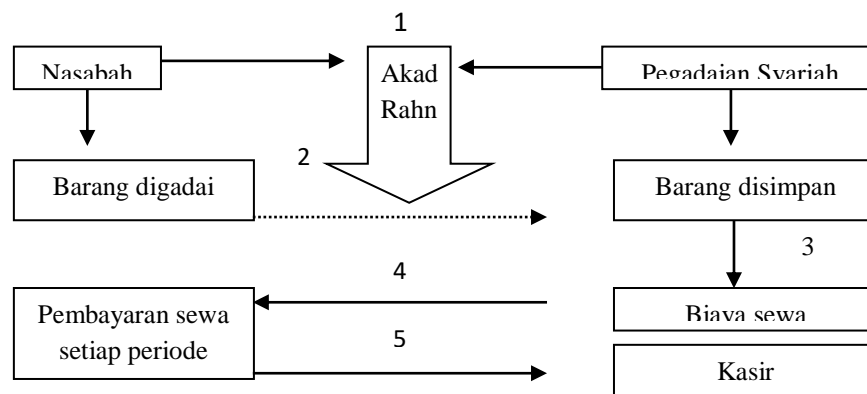 1
Nasabah
Akad
Rahn
Pegadaian Syariah
2
Barang digadai
Barang disimpan
3
4
Pembayaran sewa
setiap periode
Biaya sewa
5
Kasir